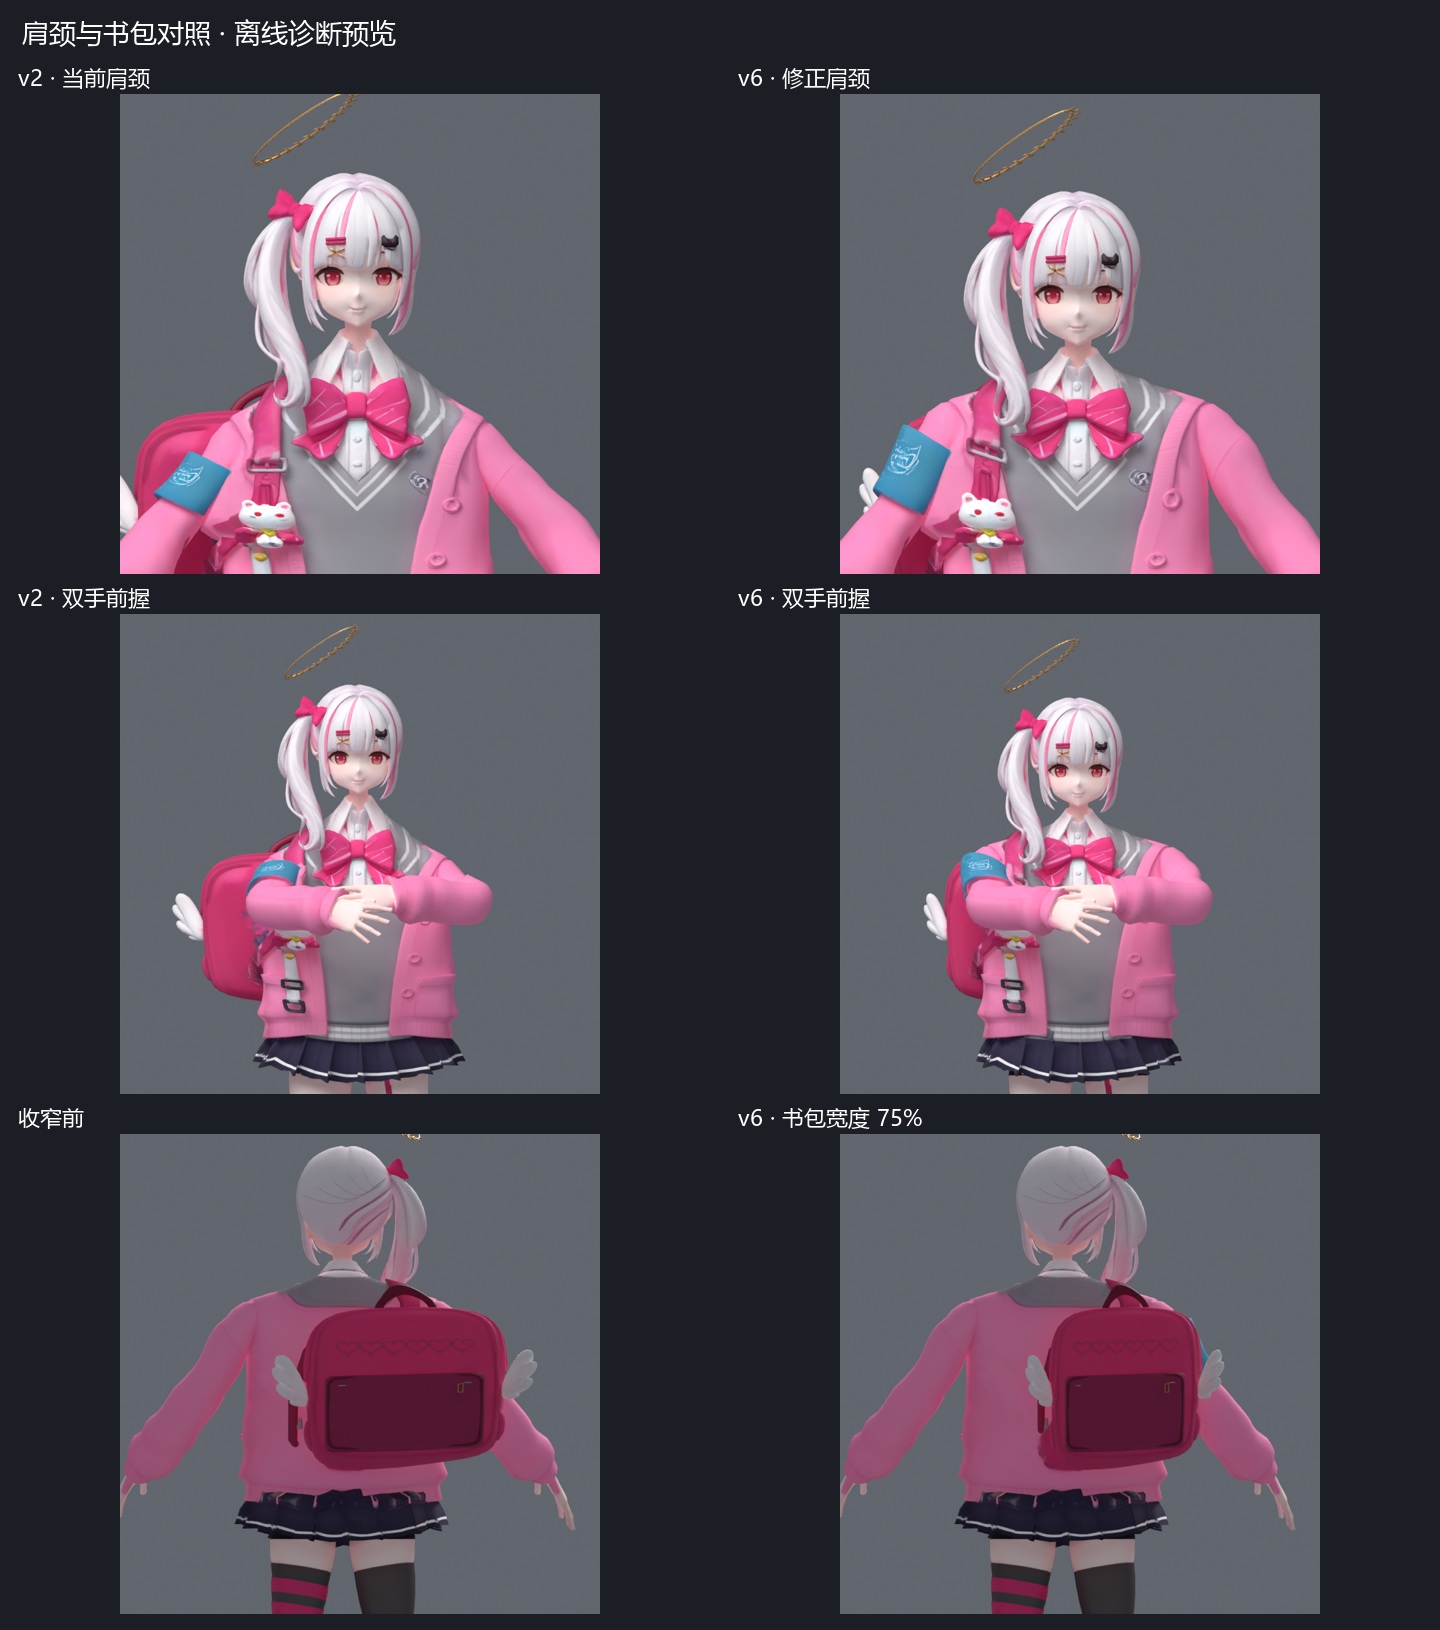 肩颈与书包对照 · 离线诊断预览
v2 · 当前肩颈
v6 · 修正肩颈
v2 · 双手前握
v6 · 双手前握
收窄前
v6 · 书包宽度 75%